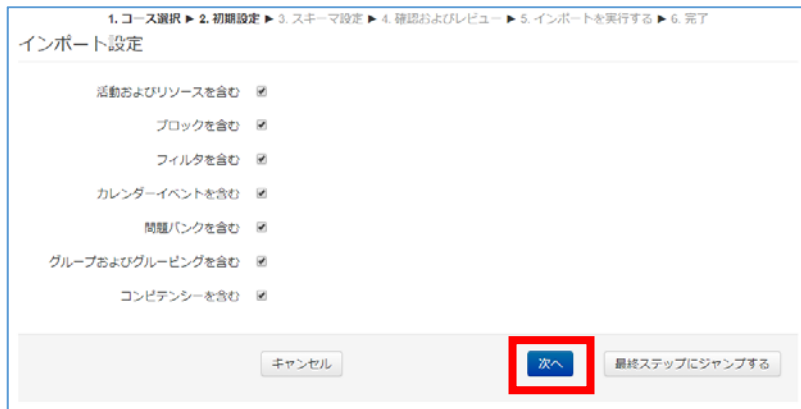 1. コース選択 ► 2. 初期設定 ► 3. スキーマ設定 ► 4. 確認およびレビュー ► 5. インポートを実行する ► 6. 完了
インポート設定
活動およびリソースを含む
ブロックを含む
フィルタを含む
カレンダーイベントを含む
問題バンクを含む
グループおよびグルーピングを含む
コンピテンシーを含む
キャンセル 次へ 最終ステップにジャンプする